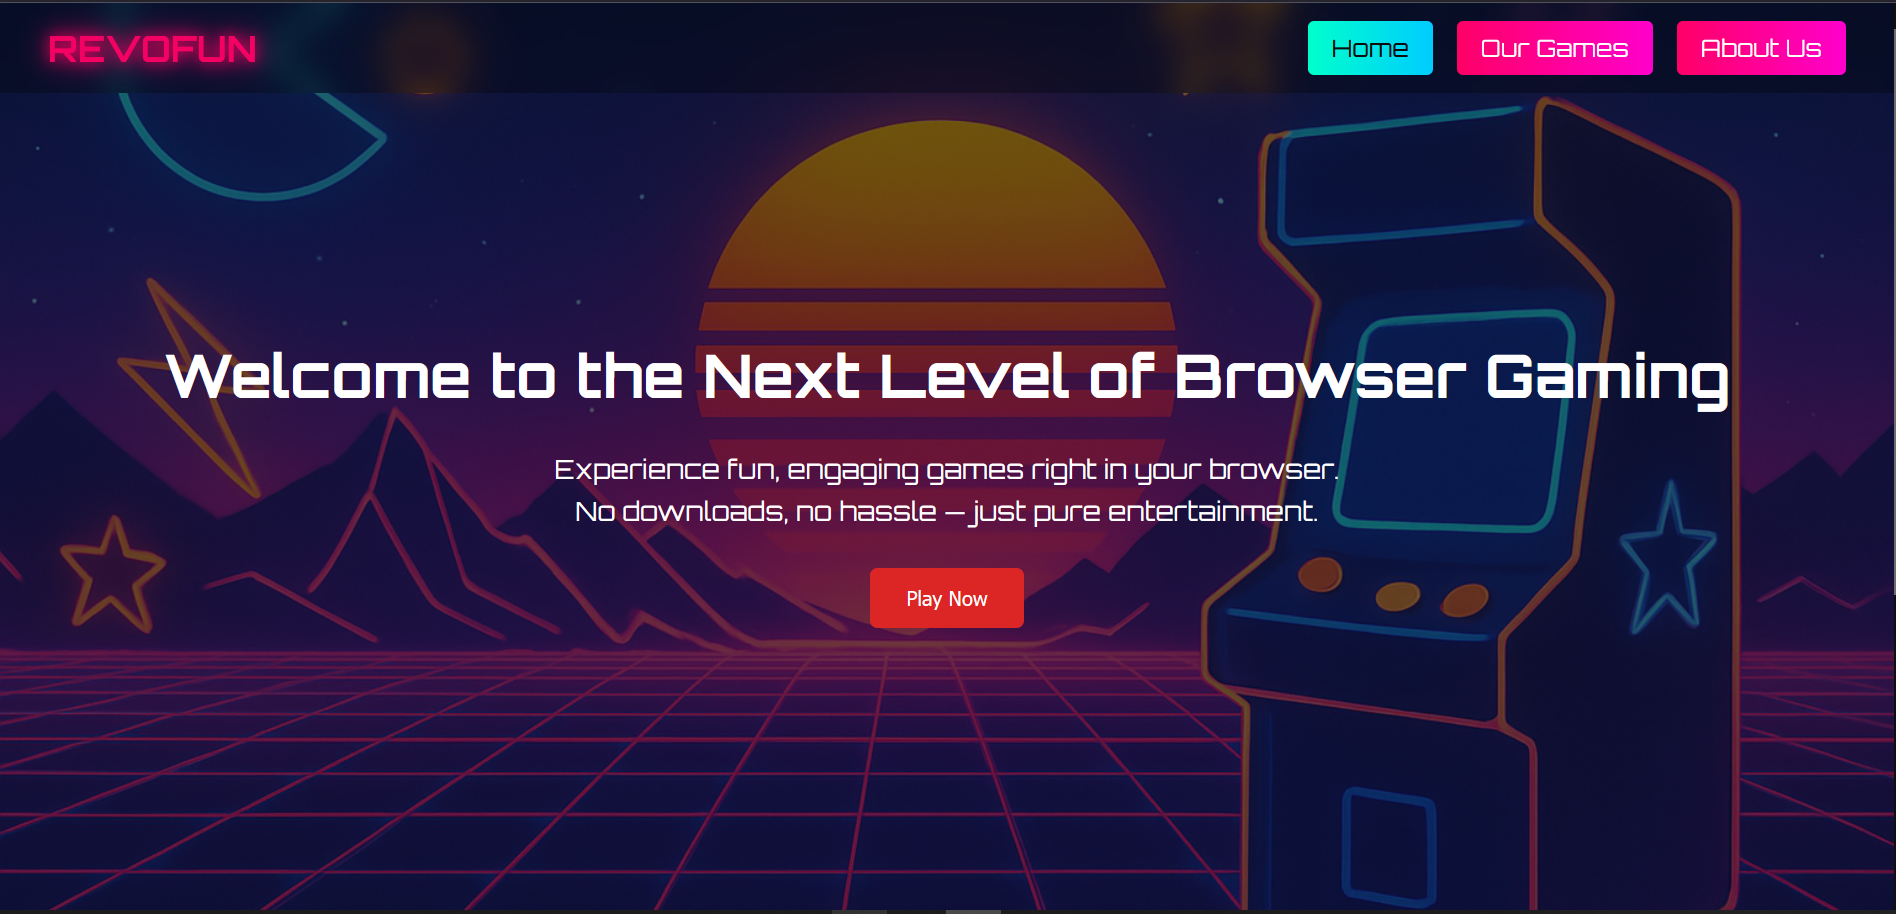 REVOFUN
Home
Our Games
About Us
Welcome to the Next Level of Browser Gaming
Experience fun, engaging games right in your browser.
No downloads, no hassle — just pure entertainment.
Play Now